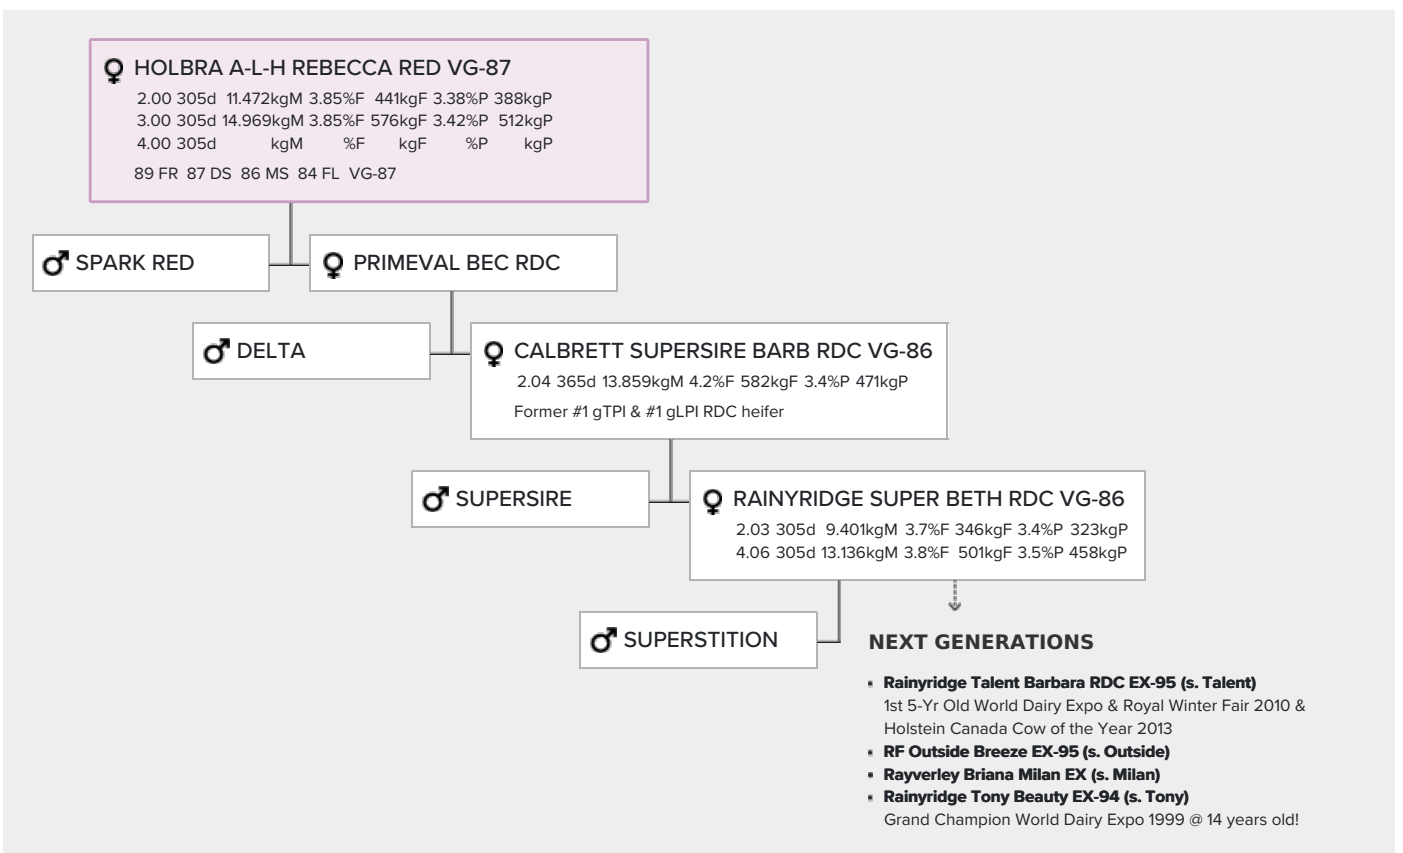 HOLBRA A-L-H REBECCA RED VG-87
2.00 305d 11.472kgM 3.85%F 441kgF 3.38%P 388kgP
3.00 305d 14.969kgM 3.85%F 576kgF 3.42%P 512kgP
4.00 305d kgM %F kgF %P kgP
89 FR 87 DS 86 MS 84 FL VG-87
SPARK RED
PRIMEVAL BEC RDC
DELTA
CALBRETT SUPERSIRE BARB RDC VG-86
2.04 365d 13.859kgM 4.2%F 582kgF 3.4%P 471kgP
Former #1 gTPI & #1 gLPI RDC heifer
SUPERSIRE
RAINYRIDGE SUPER BETH RDC VG-86
2.03 305d 9.401kgM 3.7%F 346kgF 3.4%P 323kgP
4.06 305d 13.136kgM 3.8%F 501kgF 3.5%P 458kgP
SUPERSTITION
NEXT GENERATIONS
▪ Rainyridge Talent Barbara RDC EX-95 (s. Talent)
1st 5-Yr Old World Dairy Expo & Royal Winter Fair 2010 &
Holstein Canada Cow of the Year 2013
▪ RF Outside Breeze EX-95 (s. Outside)
▪ Rayverley Briana Milan EX (s. Milan)
▪ Rainyridge Tony Beauty EX-94 (s. Tony)
Grand Champion World Dairy Expo 1999 @ 14 years old!